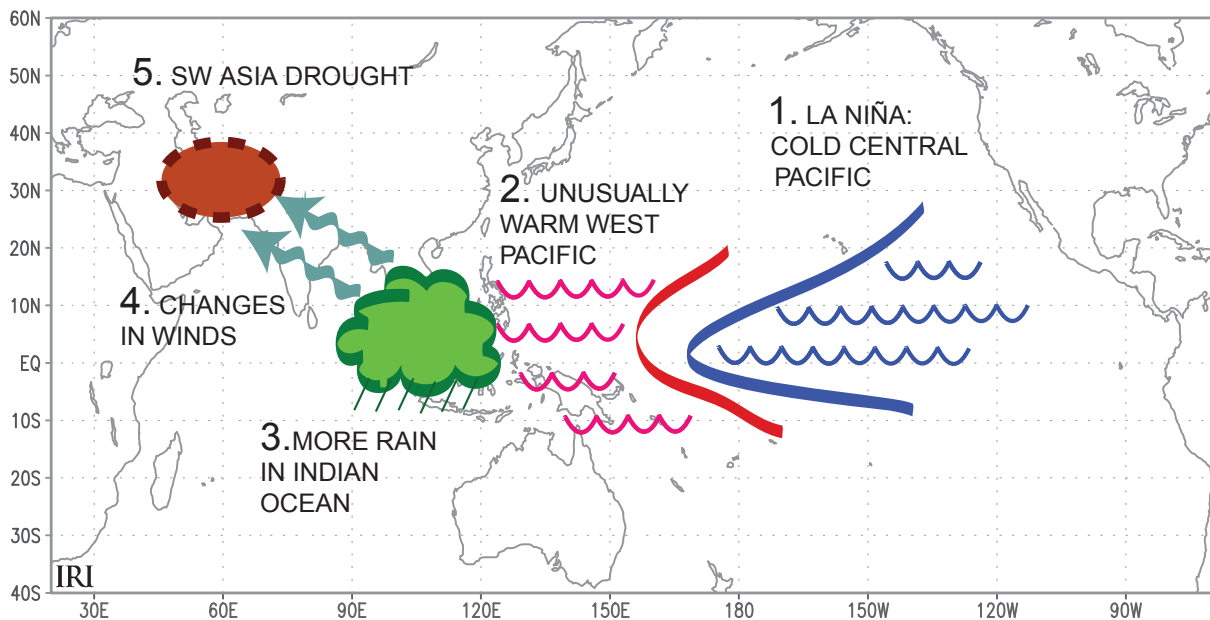 60N
50N
40N
30N
20N
10N
EQ
10S
20S
30S
40S
5. SW ASIA DROUGHT
1. LA NIÑA:
COLD CENTRAL
PACIFIC
2. UNUSUALLY
WARM WEST
PACIFIC
4. CHANGES
IN WINDS
3.MORE RAIN
IN INDIAN
OCEAN
IRI
30E 60E 90E 120E 150E 180 150W 120W 90W